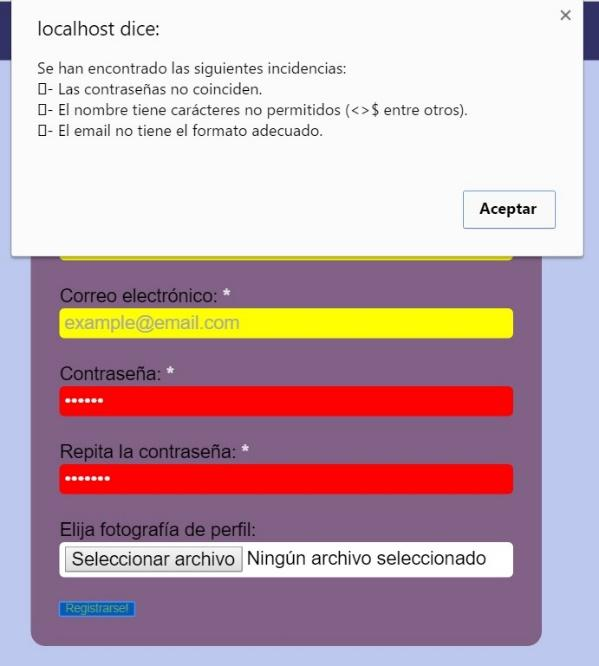 localhost dice:
Se han encontrado las siguientes incidencias:
▯- Las contraseñas no coinciden.
▯- El nombre tiene carácteres no permitidos (<>$ entre otros).
▯- El email no tiene el formato adecuado.
Aceptar
Correo electrónico: *
example@email.com
Contraseña: *
••••••
Repita la contraseña: *
•••••••
Elija fotografía de perfil:
Seleccionar archivo Ningún archivo seleccionado
Registrarse!